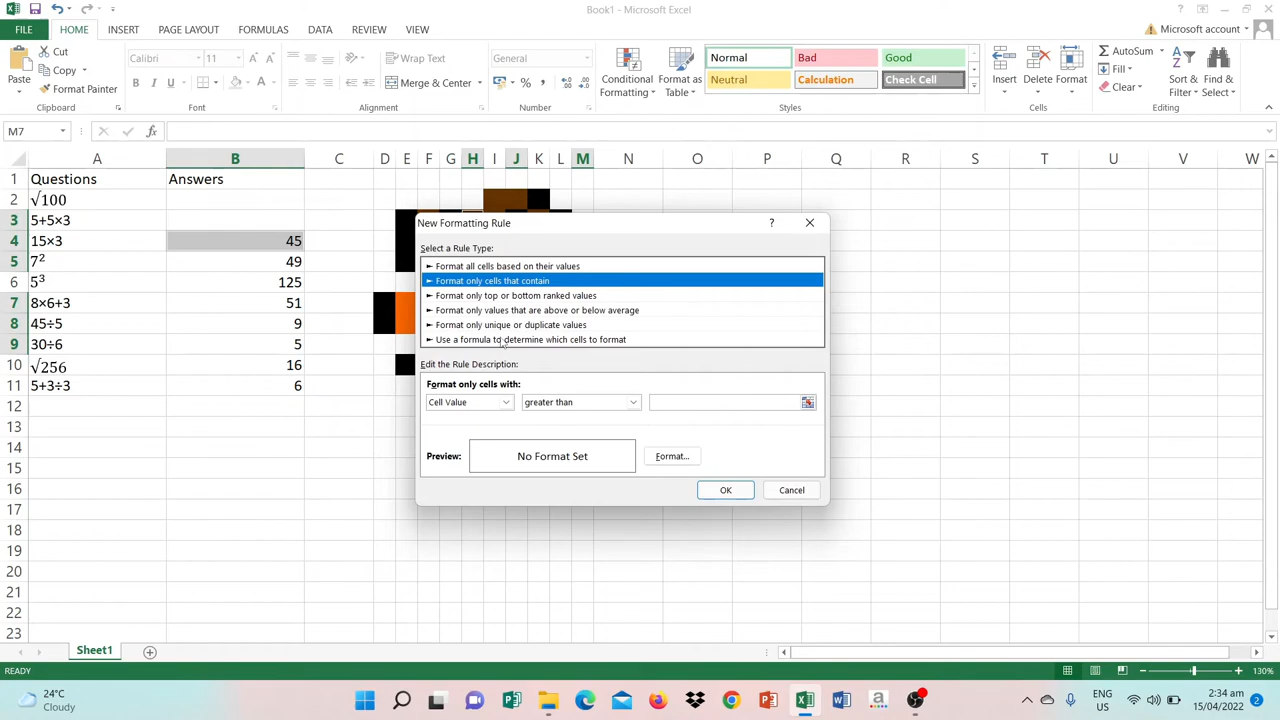 Book1 - Microsoft Excel
FILE HOME INSERT PAGE LAYOUT FORMULAS DATA REVIEW VIEW Microsoft account
Paste
Cut
Copy
Format Painter
Calibri
B I U
Wrap Text
Merge & Center
General
Conditional Formatting
Format as Table
Normal Bad Good
Neutral Calculation Check Cell
Insert Delete Format
AutoSum
Fill
Clear
Sort & Filter
Find & Select
Clipboard Font Alignment Number Styles Cells Editing
M7
A B C D E F G H I J K L M N O P Q R S T U V W
1 Questions Answers
2 √100
3 5+5×3
4 15×3 45
5 7² 49
6 5³ 125
7 8×6+3 51
8 45÷5 9
9 30÷6 5
10 √256 16
11 5+3÷3 6
12
13
14
15
16
17
18
19
20
21
22
23
New Formatting Rule ?
Select a Rule Type:
► Format all cells based on their values
► Format only cells that contain
► Format only top or bottom ranked values
► Format only values that are above or below average
► Format only unique or duplicate values
► Use a formula to determine which cells to format
Edit the Rule Description:
Format only cells with:
Cell Value greater than
Preview: No Format Set Format...
OK Cancel
Sheet1
READY 130%
24°C
Cloudy
ENG
US
2:34 pm
15/04/2022
2